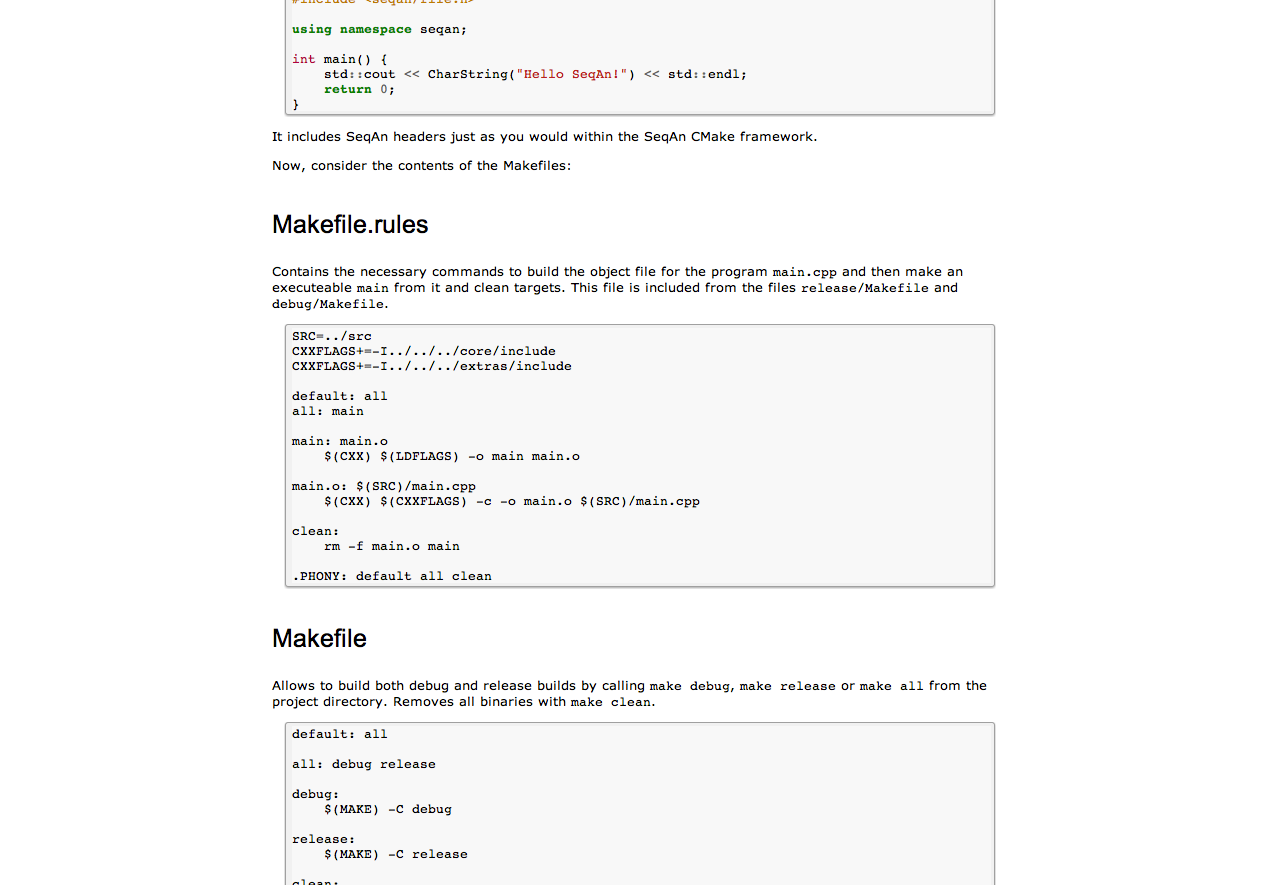 #include <seqan/file.h>
using namespace seqan;
int main() {
    std::cout << CharString("Hello SeqAn!") << std::endl;
    return 0;
}
It includes SeqAn headers just as you would within the SeqAn CMake framework.
Now, consider the contents of the Makefiles:
Makefile.rules
Contains the necessary commands to build the object file for the program main.cpp and then make an
executeable main from it and clean targets. This file is included from the files release/Makefile and
debug/Makefile.
SRC=../src
CXXFLAGS+=-I../../../core/include
CXXFLAGS+=-I../../../extras/include
default: all
all: main
main: main.o
    $(CXX) $(LDFLAGS) -o main main.o
main.o: $(SRC)/main.cpp
    $(CXX) $(CXXFLAGS) -c -o main.o $(SRC)/main.cpp
clean:
    rm -f main.o main
.PHONY: default all clean
Makefile
Allows to build both debug and release builds by calling make debug, make release or make all from the
project directory. Removes all binaries with make clean.
default: all
all: debug release
debug:
    $(MAKE) -C debug
release:
    $(MAKE) -C release
clean: